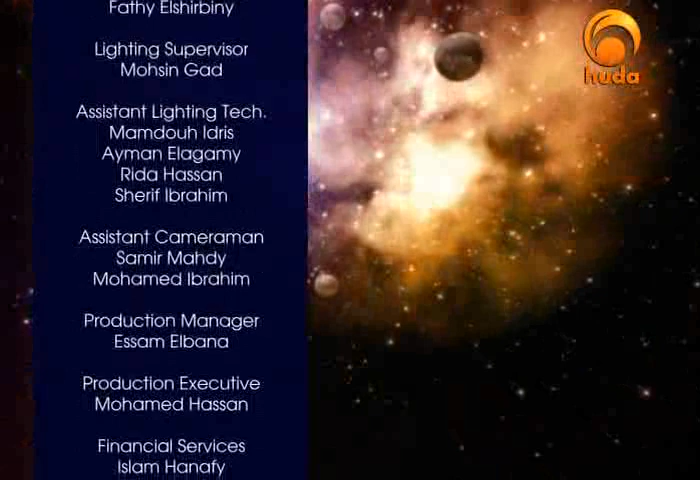 Fathy Elshirbiny
Lighting Supervisor
Mohsin Gad
Assistant Lighting Tech.
Mamdouh Idris
Ayman Elagamy
Rida Hassan
Sherif Ibrahim
Assistant Cameraman
Samir Mahdy
Mohamed Ibrahim
Production Manager
Essam Elbana
Production Executive
Mohamed Hassan
Financial Services
Islam Hanafy
huda